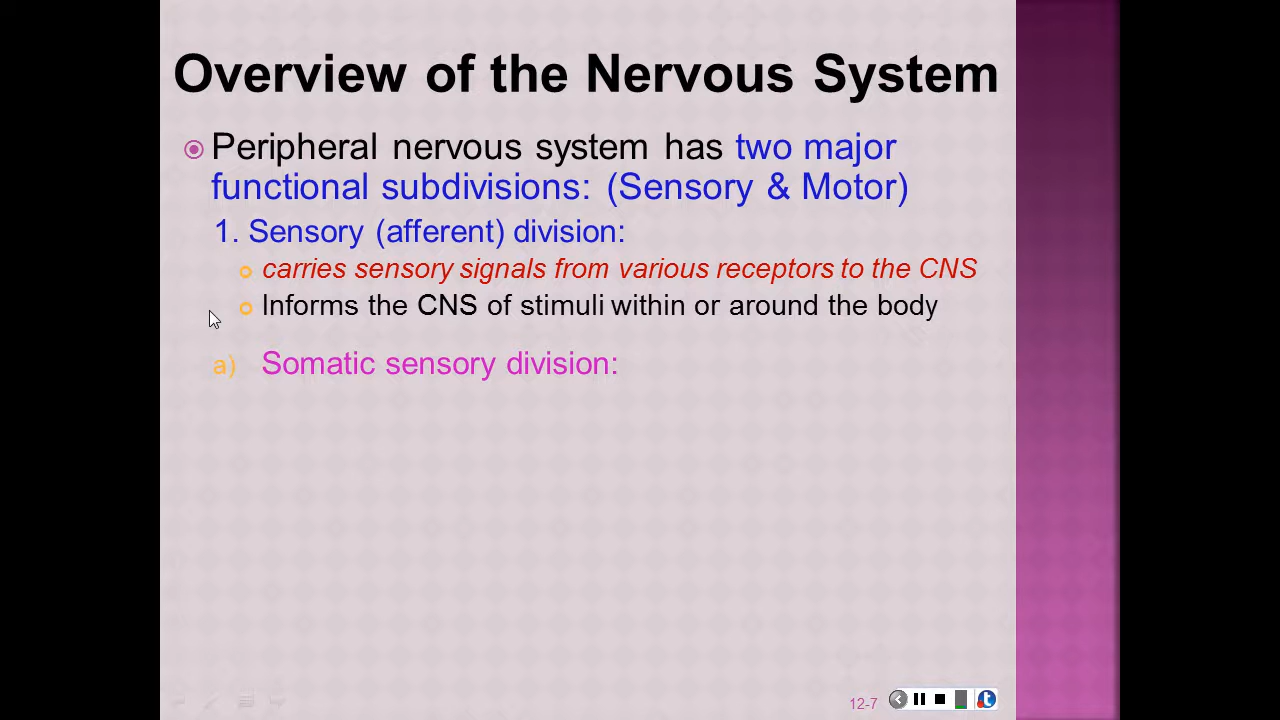 Overview of the Nervous System
Peripheral nervous system has two major
functional subdivisions: (Sensory & Motor)
1. Sensory (afferent) division:
carries sensory signals from various receptors to the CNS
Informs the CNS of stimuli within or around the body
a) Somatic sensory division:
12-7
t